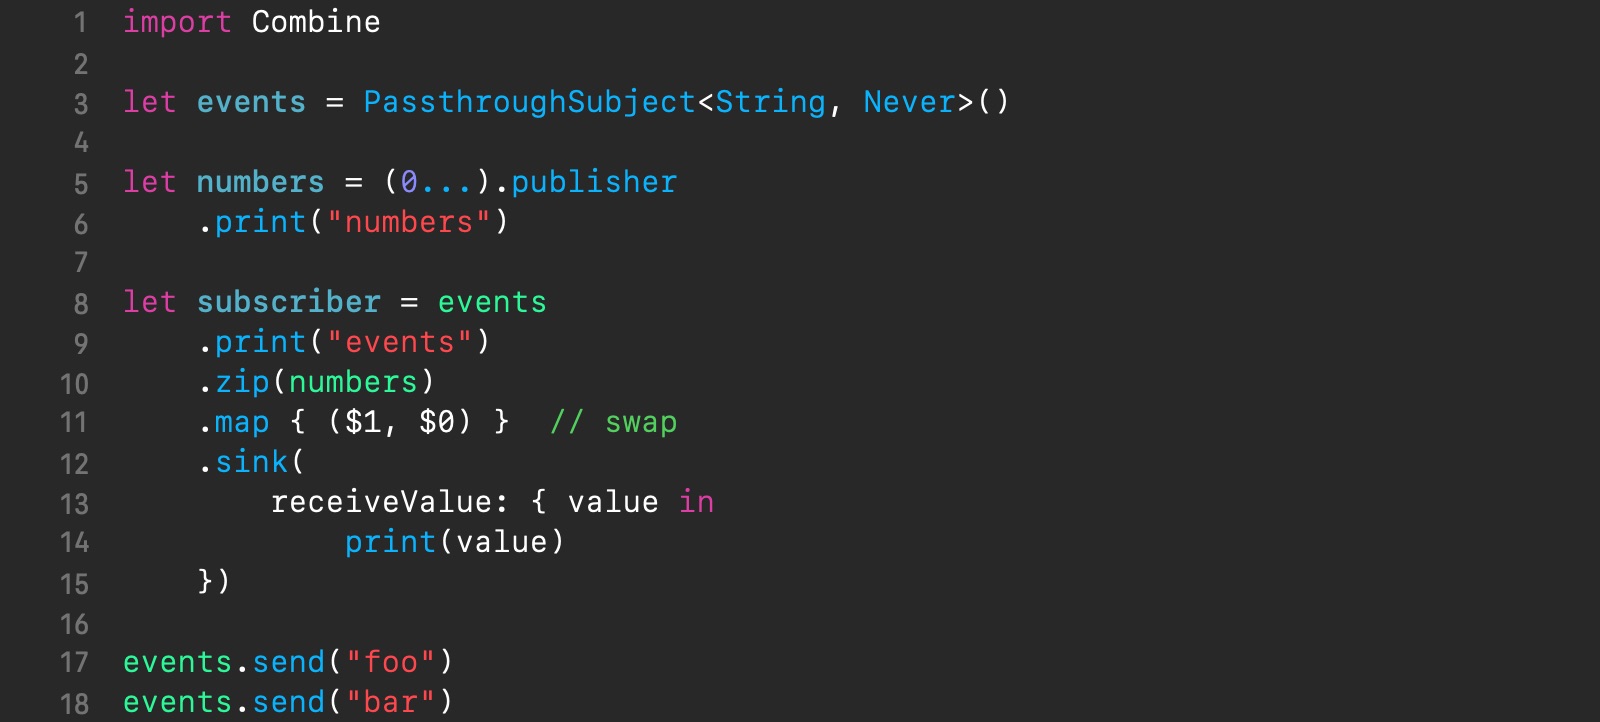 1 import Combine
2
3 let events = PassthroughSubject<String, Never>()
4
5 let numbers = (0...).publisher
6     .print("numbers")
7
8 let subscriber = events
9     .print("events")
10     .zip(numbers)
11     .map { ($1, $0) }  // swap
12     .sink(
13         receiveValue: { value in
14             print(value)
15     })
16
17 events.send("foo")
18 events.send("bar")